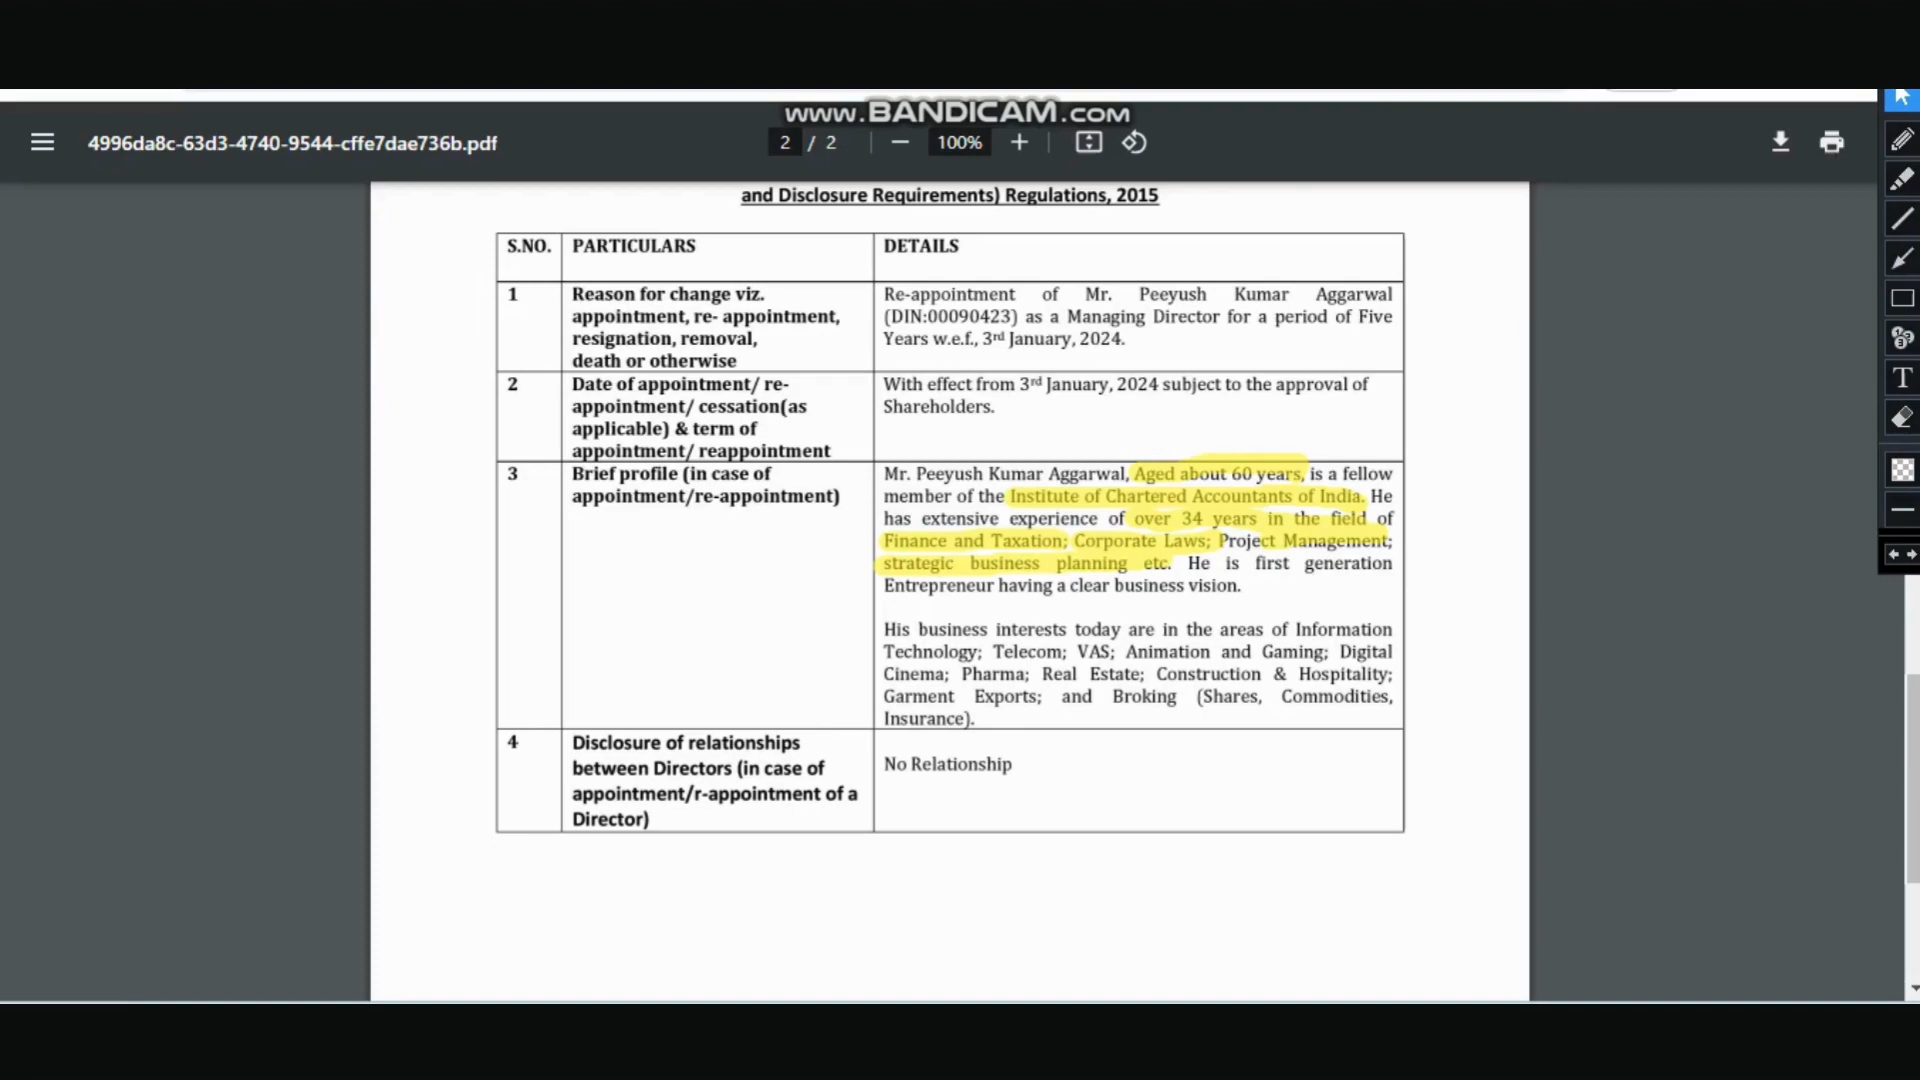 www.BANDICAM.com
4996da8c-63d3-4740-9544-cffe7dae736b.pdf
2 / 2
100%
and Disclosure Requirements) Regulations, 2015
S.NO. PARTICULARS DETAILS
1 Reason for change viz. appointment, re- appointment, resignation, removal, death or otherwise
Re-appointment of Mr. Peeyush Kumar Aggarwal
(DIN:00090423) as a Managing Director for a period of Five
Years w.e.f., 3rd January, 2024.
2 Date of appointment/ re-
appointment/ cessation(as
applicable) & term of
appointment/ reappointment
With effect from 3rd January, 2024 subject to the approval of
Shareholders.
3 Brief profile (in case of
appointment/re-appointment)
Mr. Peeyush Kumar Aggarwal, Aged about 60 years, is a fellow
member of the Institute of Chartered Accountants of India. He
has extensive experience of over 34 years in the field of
Finance and Taxation; Corporate Laws; Project Management;
strategic business planning etc. He is first generation
Entrepreneur having a clear business vision.
His business interests today are in the areas of Information
Technology; Telecom; VAS; Animation and Gaming; Digital
Cinema; Pharma; Real Estate; Construction & Hospitality;
Garment Exports; and Broking (Shares, Commodities,
Insurance).
4 Disclosure of relationships
between Directors (in case of
appointment/r-appointment of a
Director)
No Relationship
T